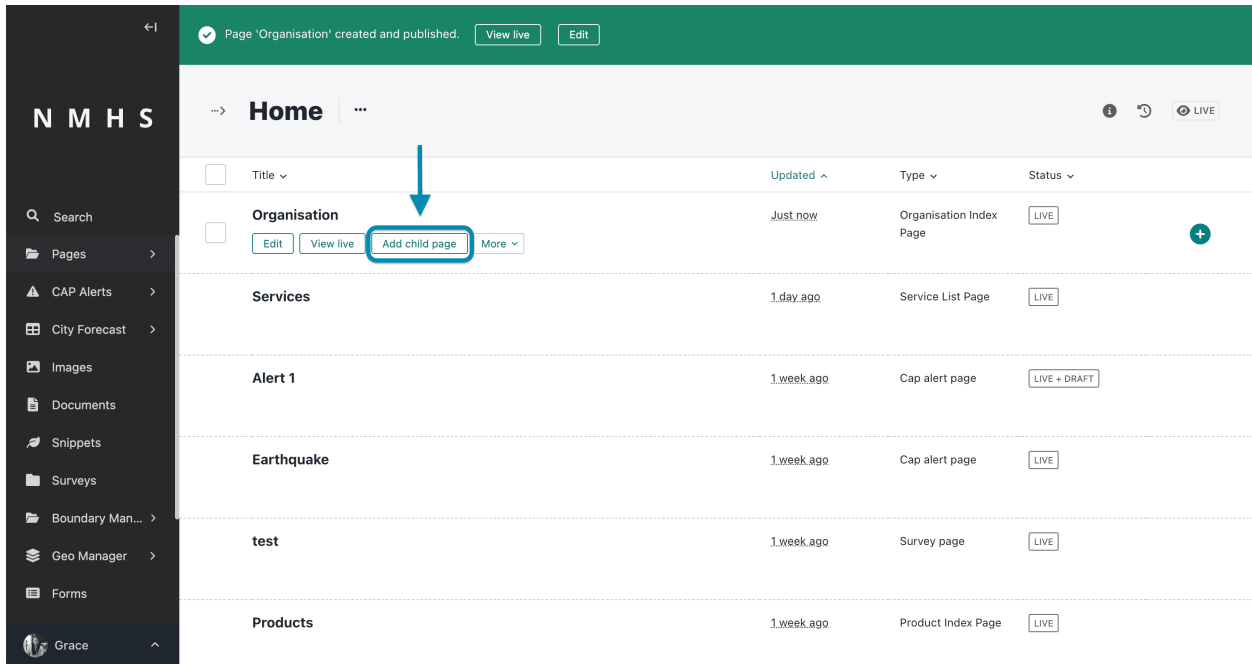 Page 'Organisation' created and published. View live Edit
N M H S
Home
LIVE
Title Updated Type Status
Search
Pages
CAP Alerts
City Forecast
Images
Documents
Snippets
Surveys
Boundary Man...
Geo Manager
Forms
Grace
Organisation Just now Organisation Index LIVE
Page
Edit View live Add child page More
Services 1 day ago Service List Page LIVE
Alert 1 1 week ago Cap alert page LIVE + DRAFT
Earthquake 1 week ago Cap alert page LIVE
test 1 week ago Survey page LIVE
Products 1 week ago Product Index Page LIVE